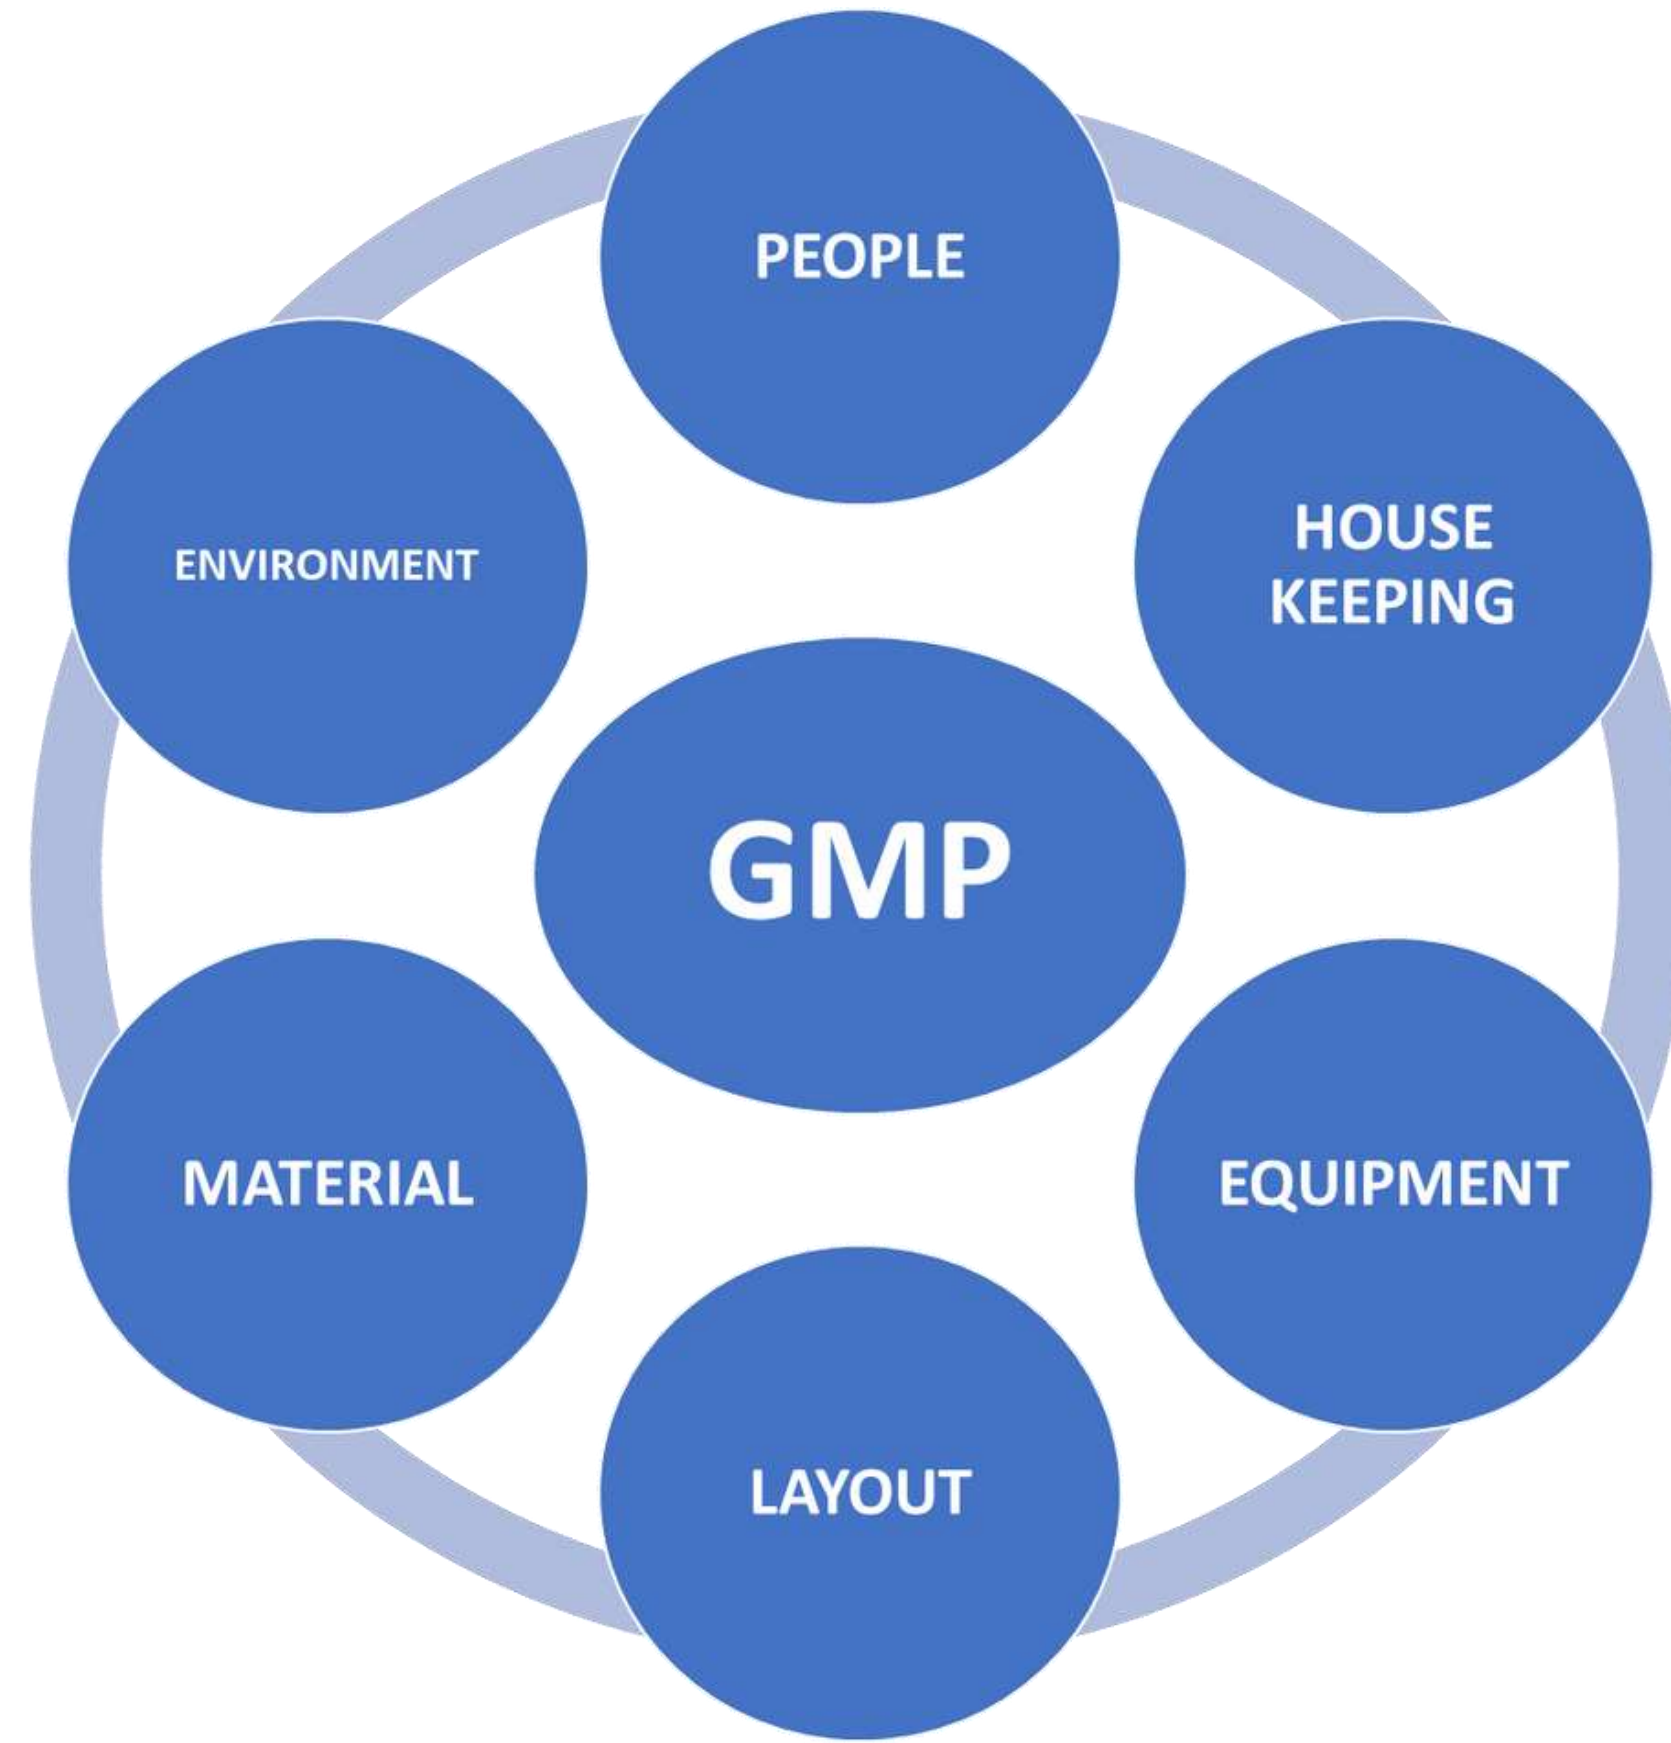 PEOPLE
HOUSE
KEEPING
ENVIRONMENT
GMP
MATERIAL
EQUIPMENT
LAYOUT